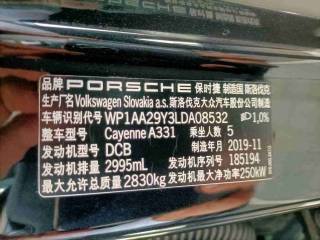 品牌 PORSCHE 保时捷 制造国 斯洛伐克
生产厂名 Volkswagen Slovakia a.s. 斯洛伐克大众汽车股份公司制造
车辆识别代号 WP1AA29Y3LDA08532 1,0%
整车型号 Cayenne A331 乘坐人数 5
发动机型号 DCB 制造年月 2019-11
发动机排量 2995mL 发动机序列号 185194
最大允许总质量 2830kg 发动机最大净功率 250kW